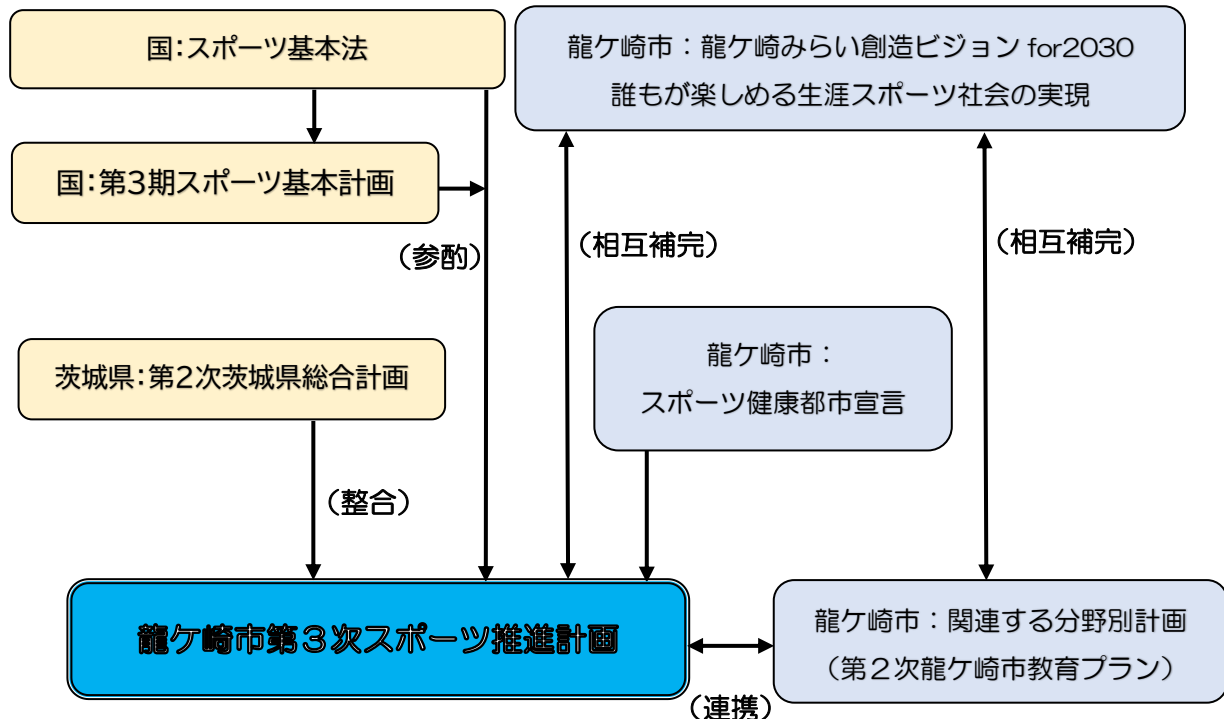 国：スポーツ基本法
龍ケ崎市：龍ケ崎みらい創造ビジョン for2030
誰もが楽しめる生涯スポーツ社会の実現
国：第３期スポーツ基本計画
（参酌）
（相互補完）
（相互補完）
茨城県：第２次茨城県総合計画
龍ケ崎市：
スポーツ健康都市宣言
（整合）
龍ケ崎市第３次スポーツ推進計画
龍ケ崎市：関連する分野別計画
（第２次龍ケ崎市教育プラン）
（連携）